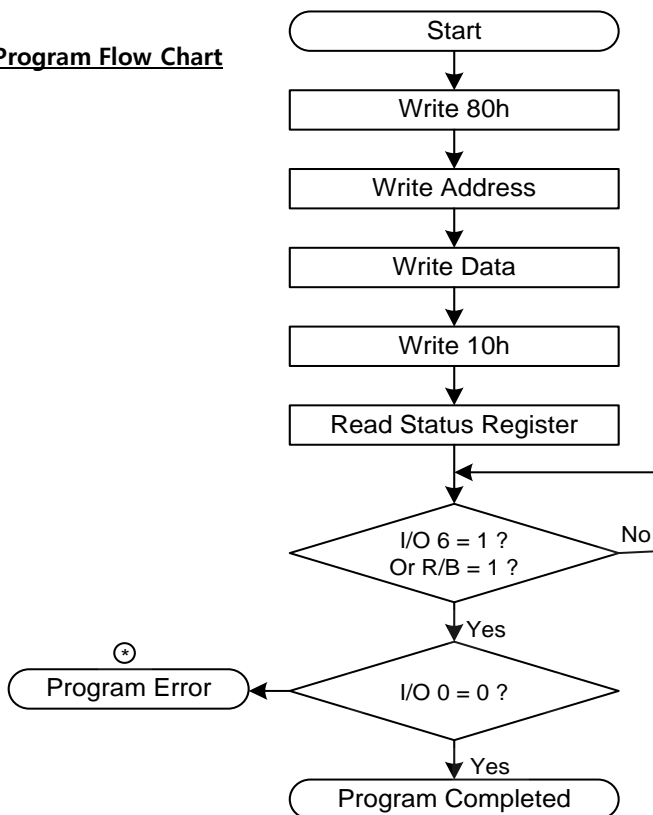 Program Flow Chart
Start
Write 80h
Write Address
Write Data
Write 10h
Read Status Register
I/O 6 = 1 ?
Or R/B = 1 ?
No
Yes
*
Program Error
I/O 0 = 0 ?
Yes
Program Completed